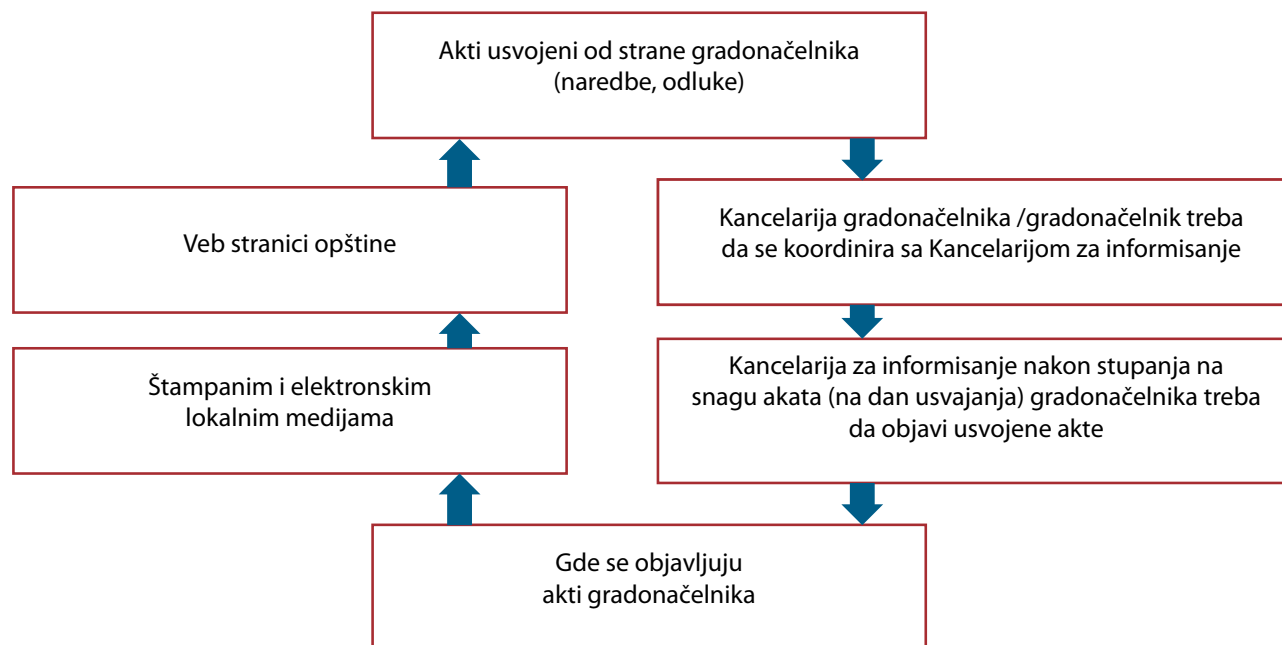 Akti usvojeni od strane gradonačelnika
(naredbe, odluke)
Kancelarija gradonačelnika /gradonačelnik treba
da se koordinira sa Kancelarijom za informisanje
Kancelarija za informisanje nakon stupanja na
snagu akata (na dan usvajanja) gradonačelnika treba
da objavi usvojene akte
Gde se objavljuju
akti gradonačelnika
Štampanim i elektronskim
lokalnim medijama
Veb stranici opštine